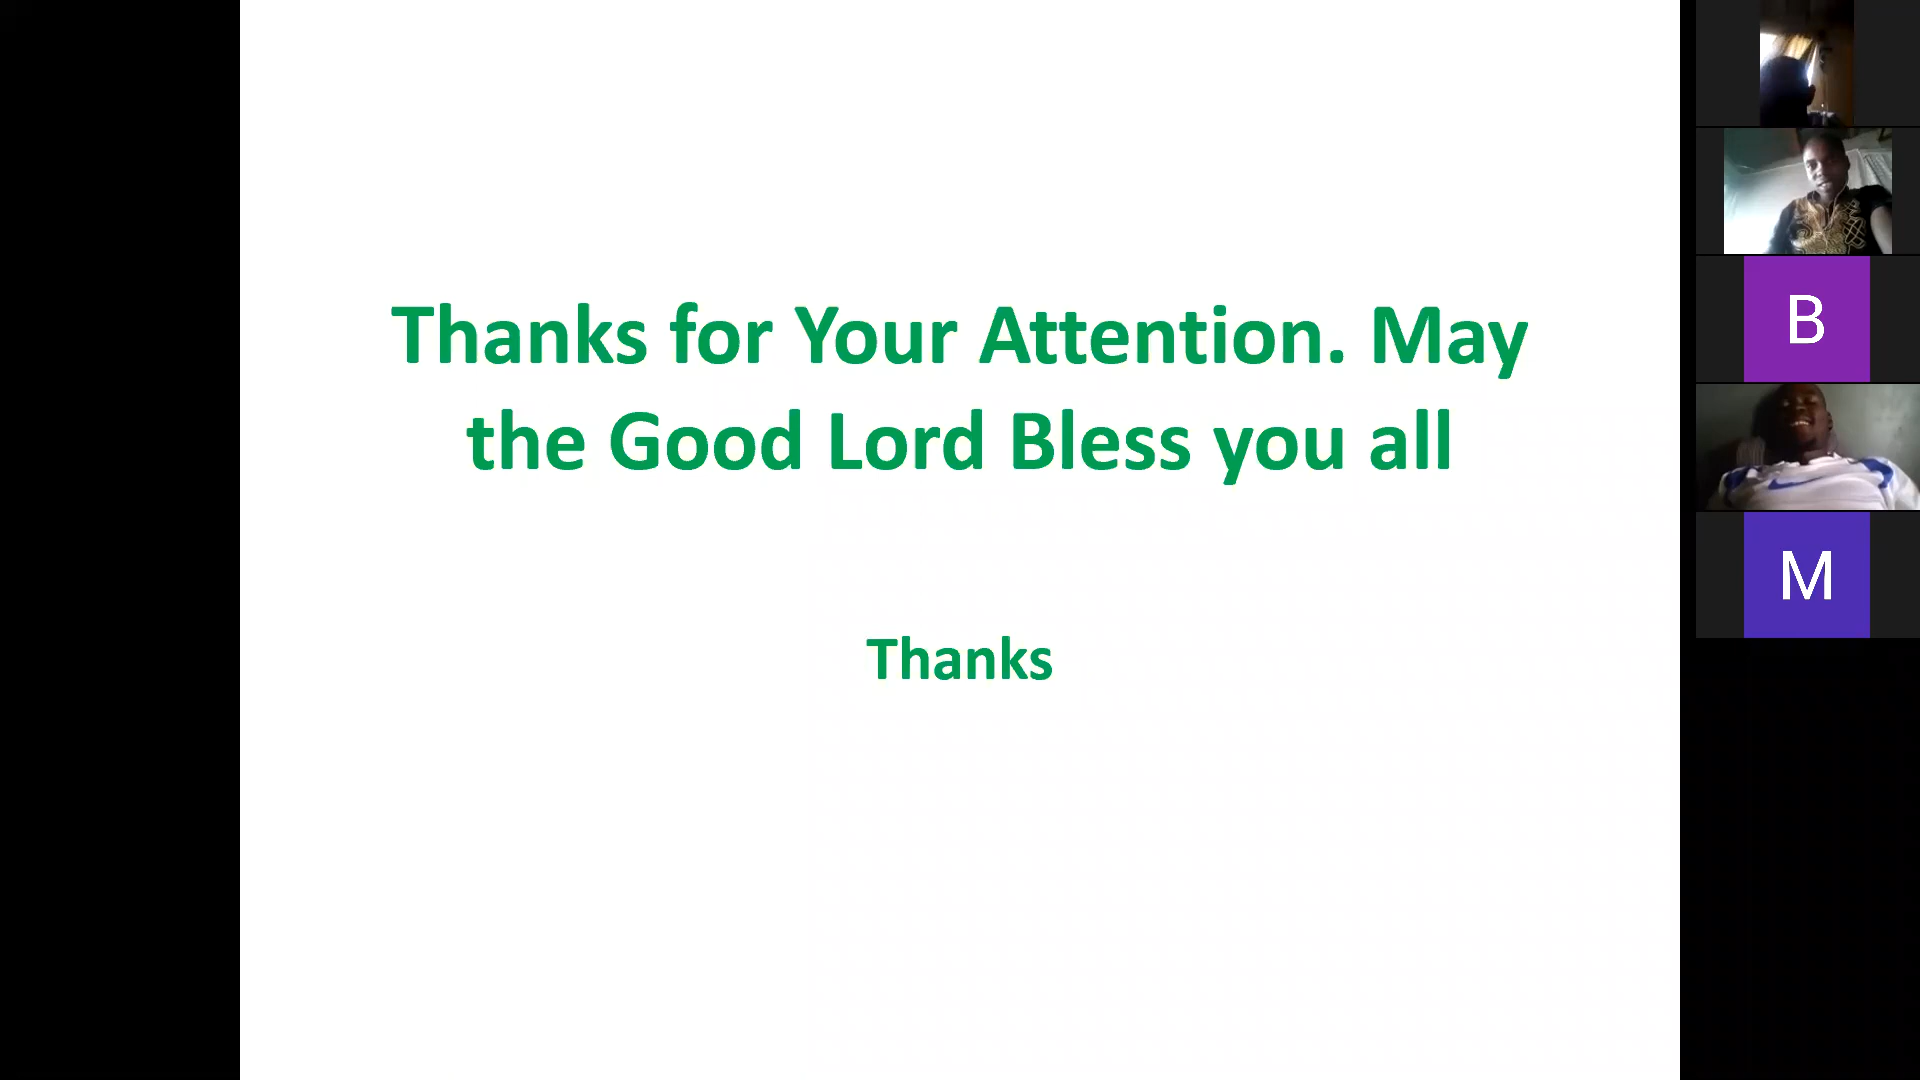 Thanks for Your Attention. May
the Good Lord Bless you all
Thanks
B
M